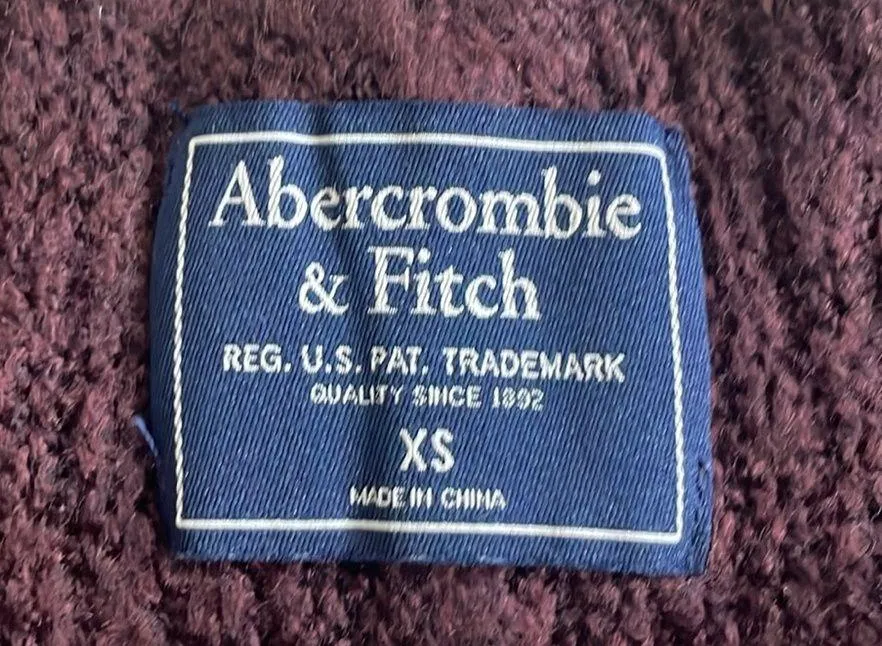 Abercrombie
& Fitch
REG. U.S. PAT. TRADEMARK
QUALITY SINCE 1892
XS
MADE IN CHINA